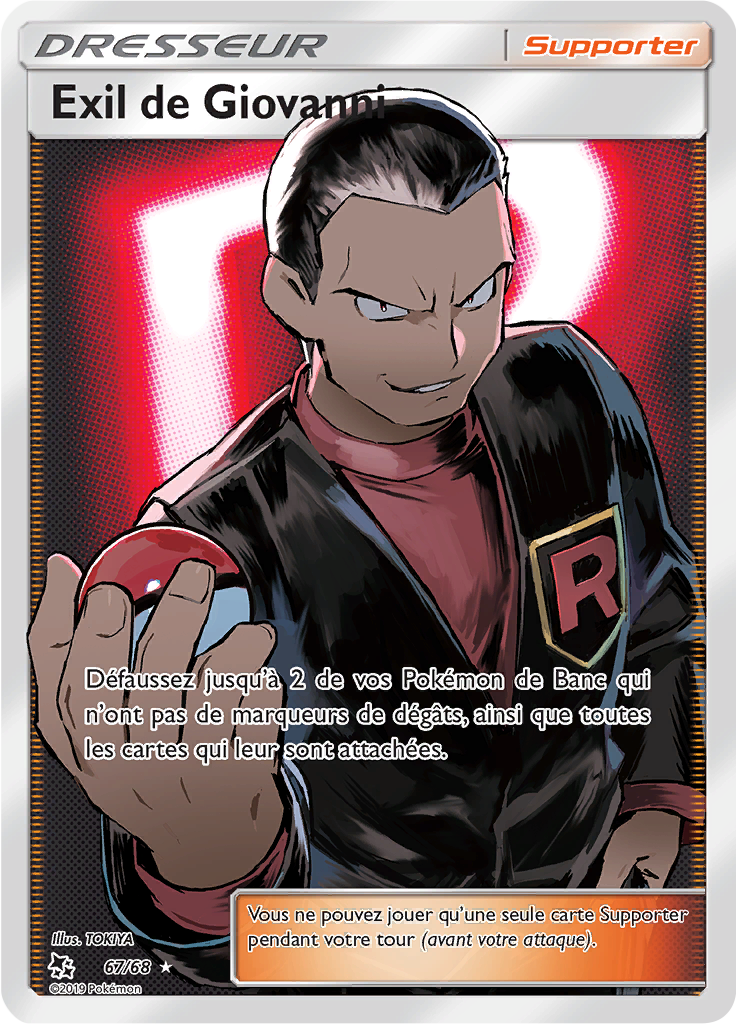 DRESSEUR
Supporter
Exil de Giovanni
R
Défaussez jusqu'à 2 de vos Pokémon de Banc qui
n'ont pas de marqueurs de dégâts, ainsi que toutes
les cartes qui leur sont attachées.
Vous ne pouvez jouer qu'une seule carte Supporter
pendant votre tour (avant votre attaque).
Illus. TOKIYA
67/68
©2019 Pokémon